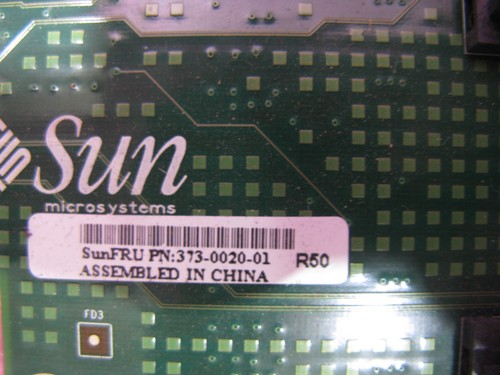 Sun
microsystems
SunFRU PN:373-0020-01 R50
ASSEMBLED IN CHINA
FD3